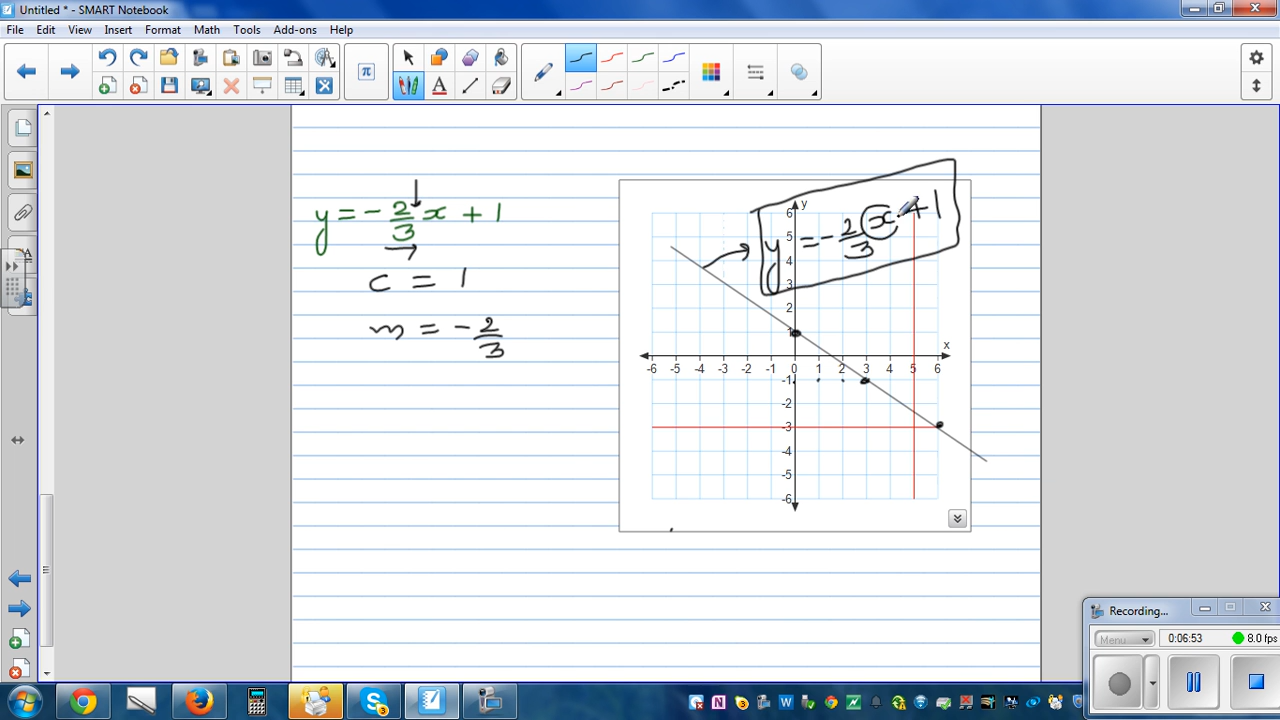 Untitled * - SMART Notebook
File Edit View Insert Format Math Tools Add-ons Help
π
A
y = - 2/3 x + 1
c = 1
m = - 2/3
y = - 2/3 x + 1
y
6
5
4
3
2
1
x
-6 -5 -4 -3 -2 -1 0 1 2 3 4 5 6
-1
-2
-3
-4
-5
-6
Recording...
Menu 0:06:53 8.0 fps